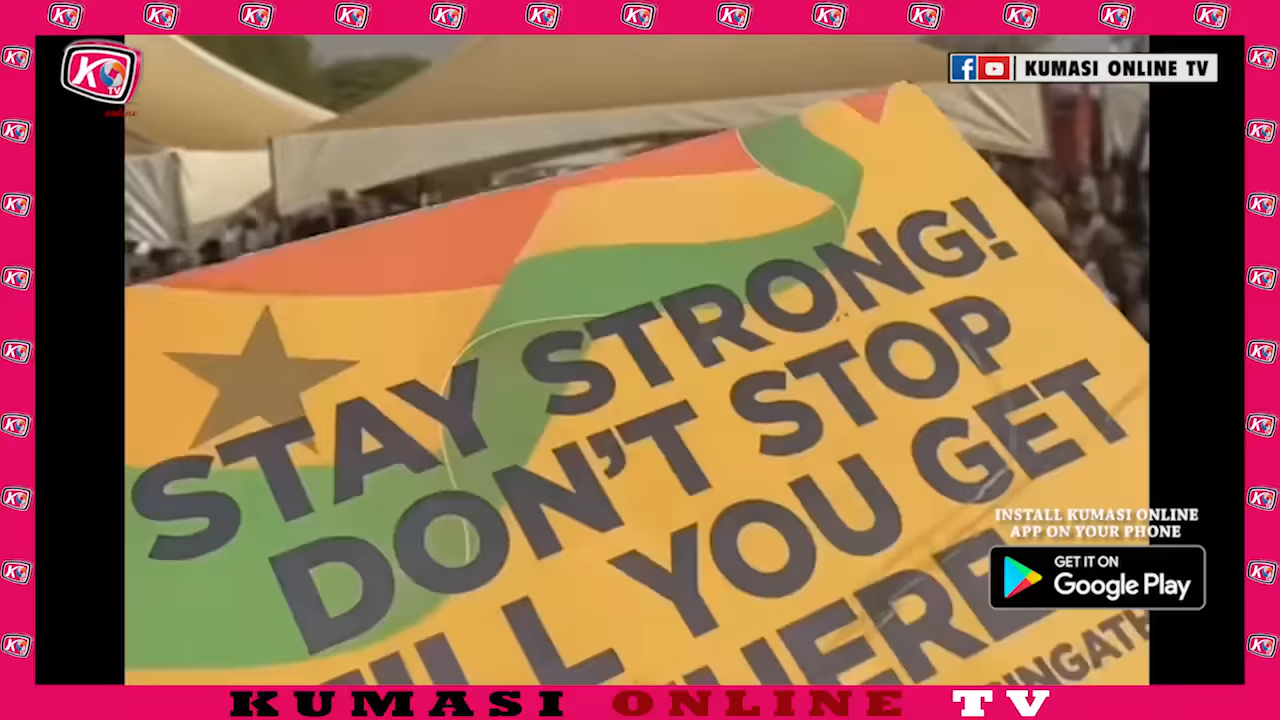 KUMASI ONLINE TV
STAY STRONG!
DON'T STOP
TILL YOU GET
HERE
INSTALL KUMASI ONLINE
APP ON YOUR PHONE
GET IT ON
Google Play
KUMASI ONLINE TV